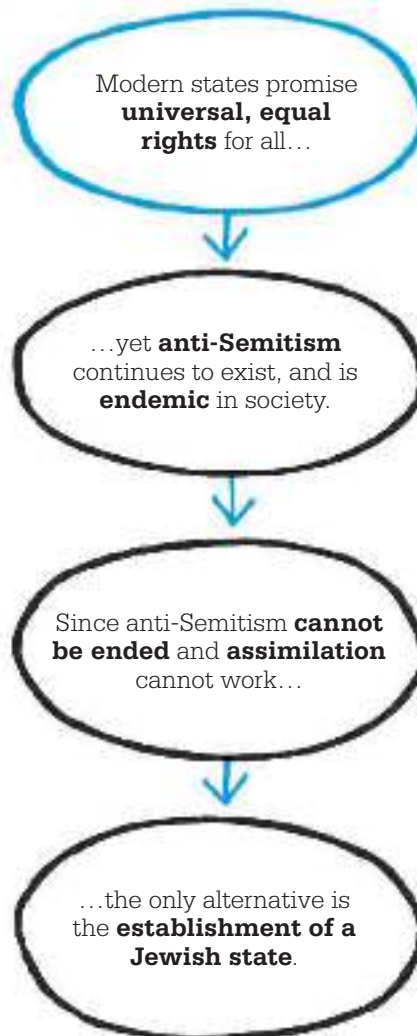 Modern states promise
universal, equal
rights for all…
…yet anti-Semitism
continues to exist, and is
endemic in society.
Since anti-Semitism cannot
be ended and assimilation
cannot work…
…the only alternative is
the establishment of a
Jewish state.